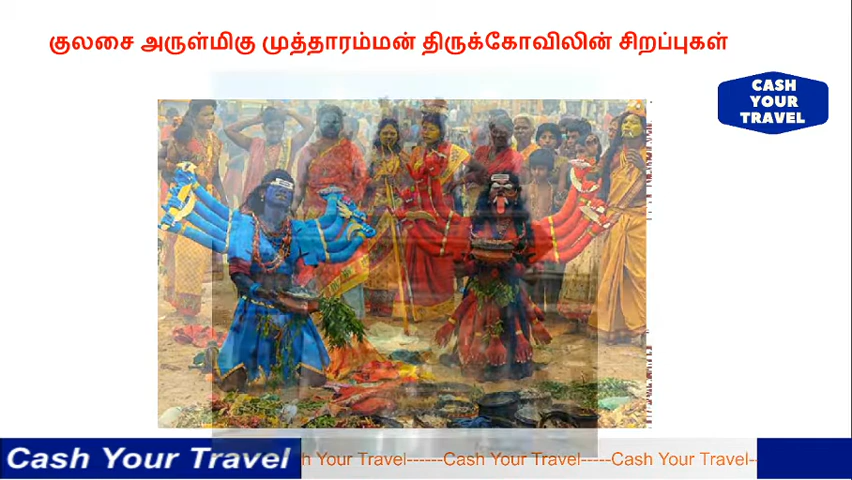 குலசை அருள்மிகு முத்தாரம்மன் திருக்கோவிலின் சிறப்புகள்
CASH
YOUR
TRAVEL
Cash Your Travel
h Your Travel------Cash Your Travel-----Cash Your Travel--